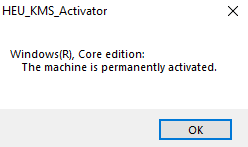 HEU_KMS_Activator
Windows(R), Core edition:
The machine is permanently activated.
OK